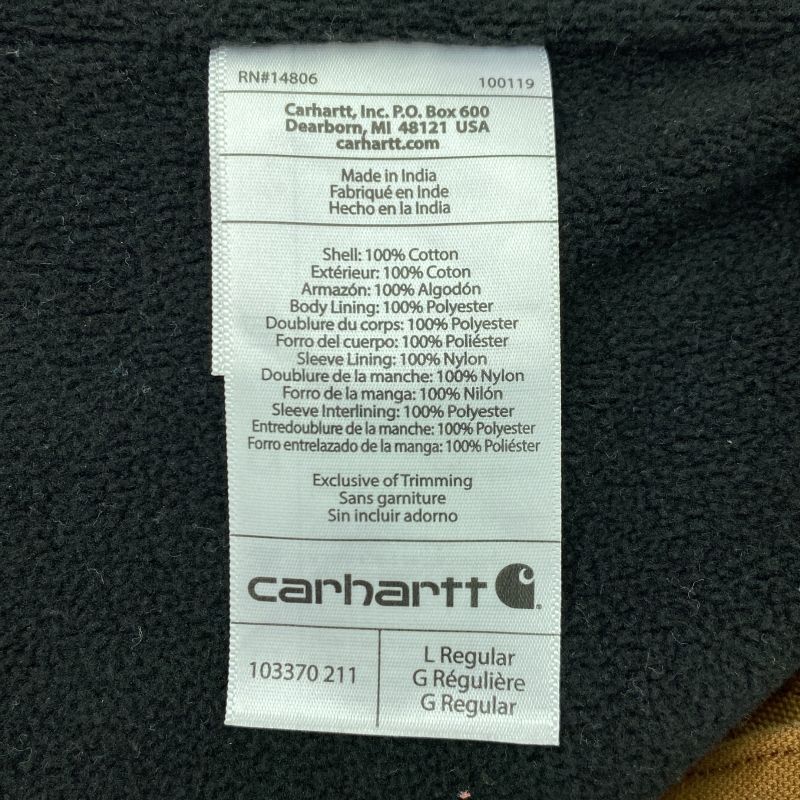 RN#14806 100119
Carhartt, Inc. P.O. Box 600
Dearborn, MI 48121 USA
carhartt.com
Made in India
Fabriqué en Inde
Hecho en la India
Shell: 100% Cotton
Extérieur: 100% Coton
Armazón: 100% Algodón
Body Lining: 100% Polyester
Doublure du corps: 100% Polyester
Forro del cuerpo: 100% Poliéster
Sleeve Lining: 100% Nylon
Doublure de la manche: 100% Nylon
Forro de la manga: 100% Nilón
Sleeve Interlining: 100% Polyester
Entredoublure de la manche: 100% Polyester
Forro entrelazado de la manga: 100% Poliéster
Exclusive of Trimming
Sans garniture
Sin incluir adorno
carhartt
103370 211
L Regular
G Régulière
G Regular